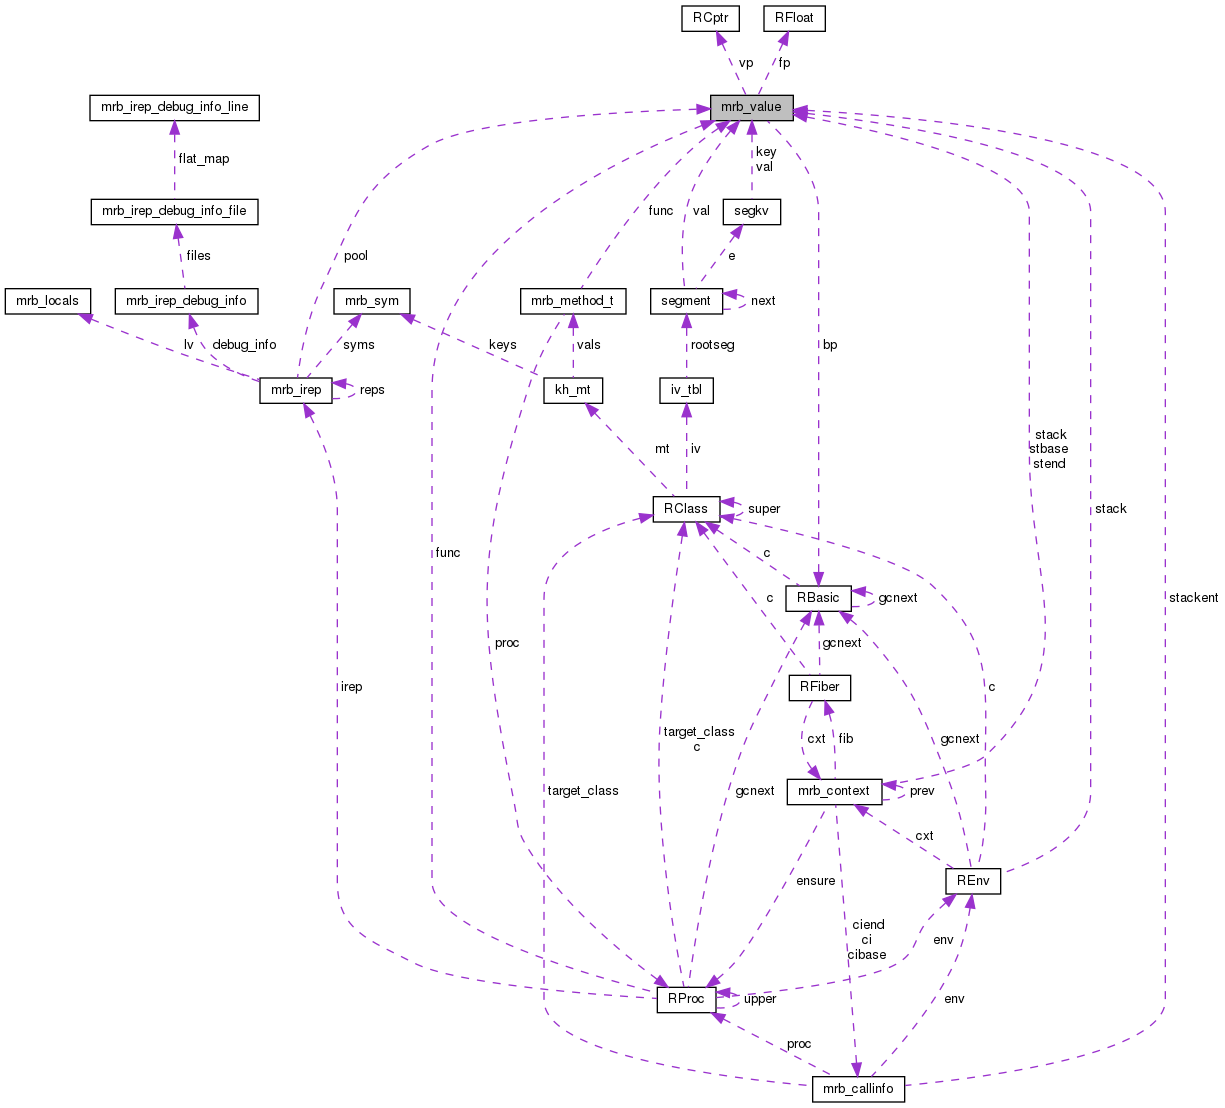 RCptr
RFloat
vp
fp
mrb_irep_debug_info_line
mrb_value
flat_map
key
val
mrb_irep_debug_info_file
val
func
segkv
files
pool
e
mrb_locals
mrb_irep_debug_info
mrb_sym
mrb_method_t
segment
next
lv
debug_info
syms
keys
vals
rootseg
bp
mrb_irep
reps
kh_mt
iv_tbl
mt
iv
stack
stbase
stend
RClass
super
stack
func
c
RBasic
gcnext
c
stackent
proc
gcnext
irep
RFiber
c
target_class
c
cxt
fib
gcnext
target_class
gcnext
mrb_context
prev
cxt
ensure
REnv
ciend
ci
cibase
env
RProc
upper
env
proc
mrb_callinfo